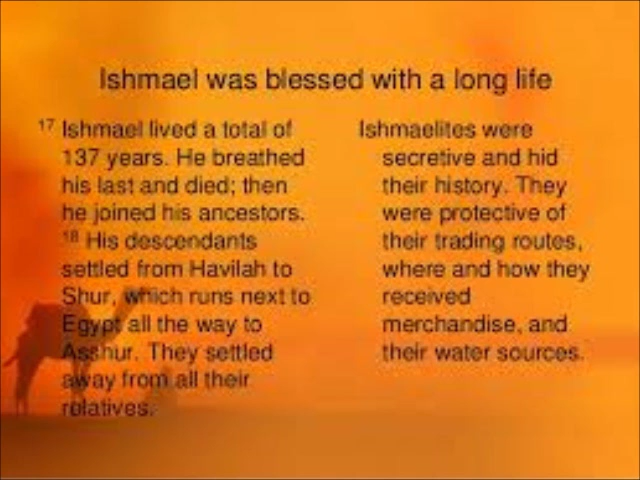 Ishmael was blessed with a long life
17 Ishmael lived a total of
137 years. He breathed
his last and died; then
he joined his ancestors.
18 His descendants
settled from Havilah to
Shur, which runs next to
Egypt all the way to
Asshur. They settled
away from all their
relatives.
Ishmaelites were
secretive and hid
their history. They
were protective of
their trading routes,
where and how they
received
merchandise, and
their water sources.